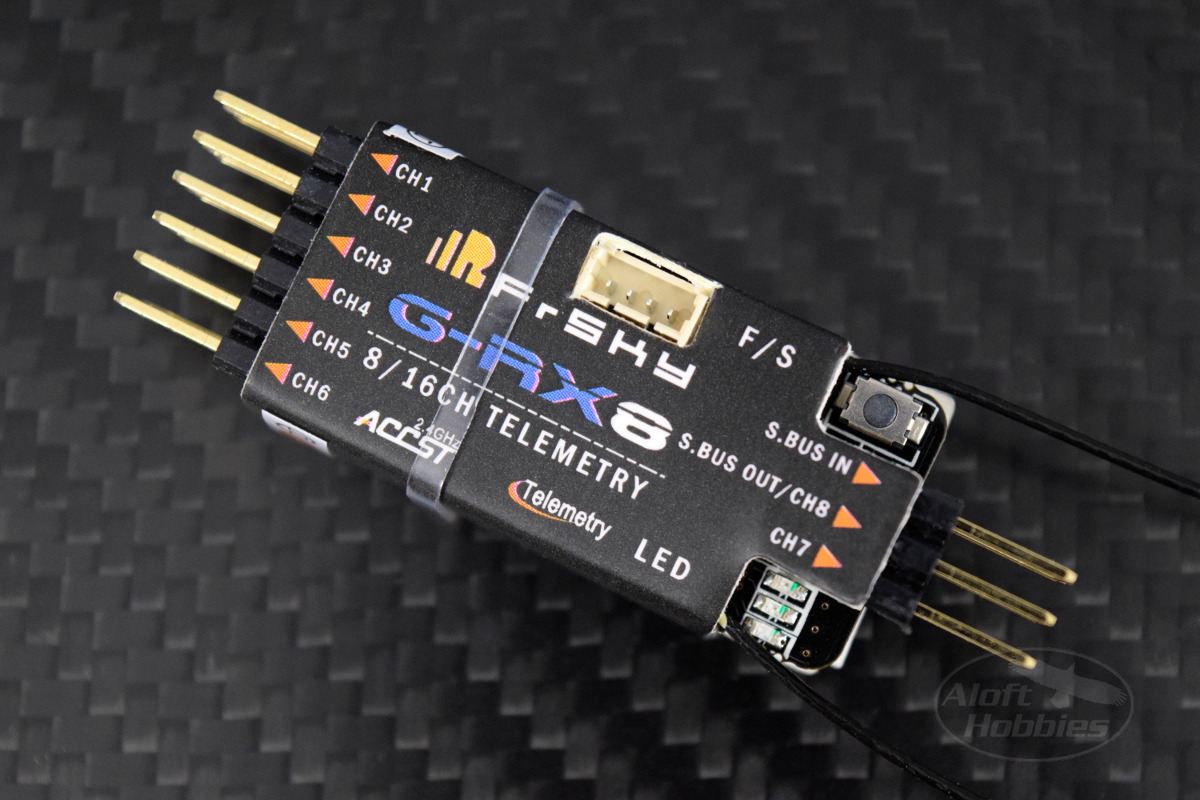 CH1
CH2
CH3
CH4
CH5
CH6
FrSky
G-RX8
8/16CH TELEMETRY
ACCST
2.4GHz
Telemetry
F/S
S.BUS IN
S.BUS OUT/CH8
CH7
LED
Aloft
Hobbies